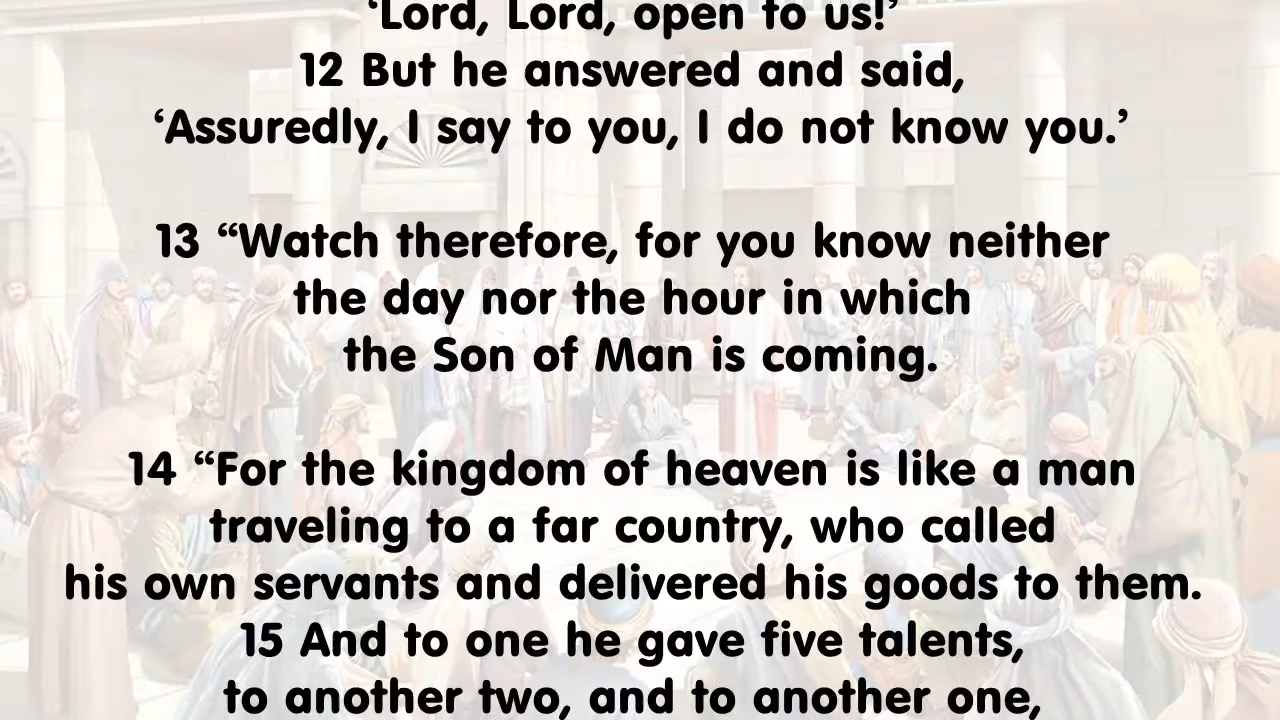 ‘Lord, Lord, open to us!’
12 But he answered and said,
‘Assuredly, I say to you, I do not know you.’
13 “Watch therefore, for you know neither
the day nor the hour in which
the Son of Man is coming.
14 “For the kingdom of heaven is like a man
traveling to a far country, who called
his own servants and delivered his goods to them.
15 And to one he gave five talents,
to another two, and to another one,